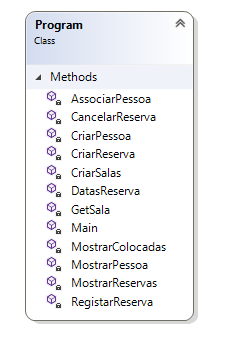 Program
Class
Methods
AssociarPessoa
CancelarReserva
CriarPessoa
CriarReserva
CriarSalas
DatasReserva
GetSala
Main
MostrarColocadas
MostrarPessoa
MostrarReservas
RegistarReserva